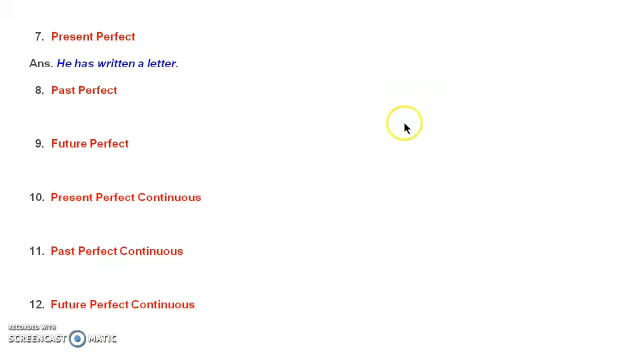 7. Present Perfect
Ans. He has written a letter.
8. Past Perfect
9. Future Perfect
10. Present Perfect Continuous
11. Past Perfect Continuous
12. Future Perfect Continuous
RECORDED WITH
SCREENCAST MATIC